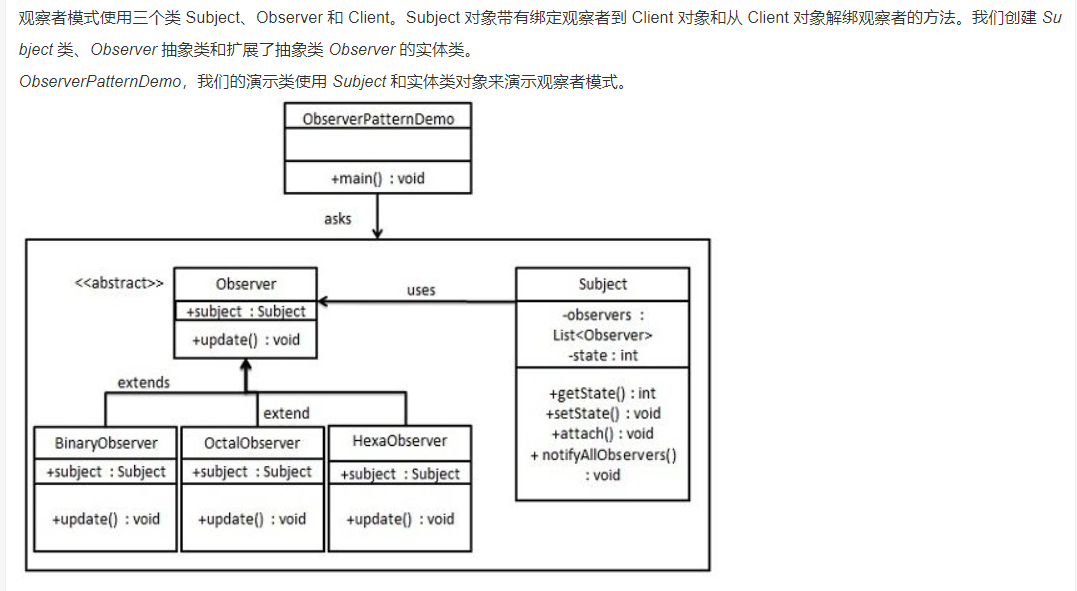 观察者模式使用三个类 Subject、Observer 和 Client。Subject 对象带有绑定观察者到 Client 对象和从 Client 对象解绑观察者的方法。我们创建 Su
bject 类、Observer 抽象类和扩展了抽象类 Observer 的实体类。
ObserverPatternDemo，我们的演示类使用 Subject 和实体类对象来演示观察者模式。
ObserverPatternDemo
+main() : void
asks
<<abstract>>
Observer
+subject : Subject
+update() : void
uses
Subject
-observers :
List<Observer>
-state : int
+getState() : int
+setState() : void
+attach() : void
+ notifyAllObservers()
: void
extends
extend
BinaryObserver
+subject : Subject
+update() : void
OctalObserver
+subject : Subject
+update() : void
HexaObserver
+subject : Subject
+update() : void